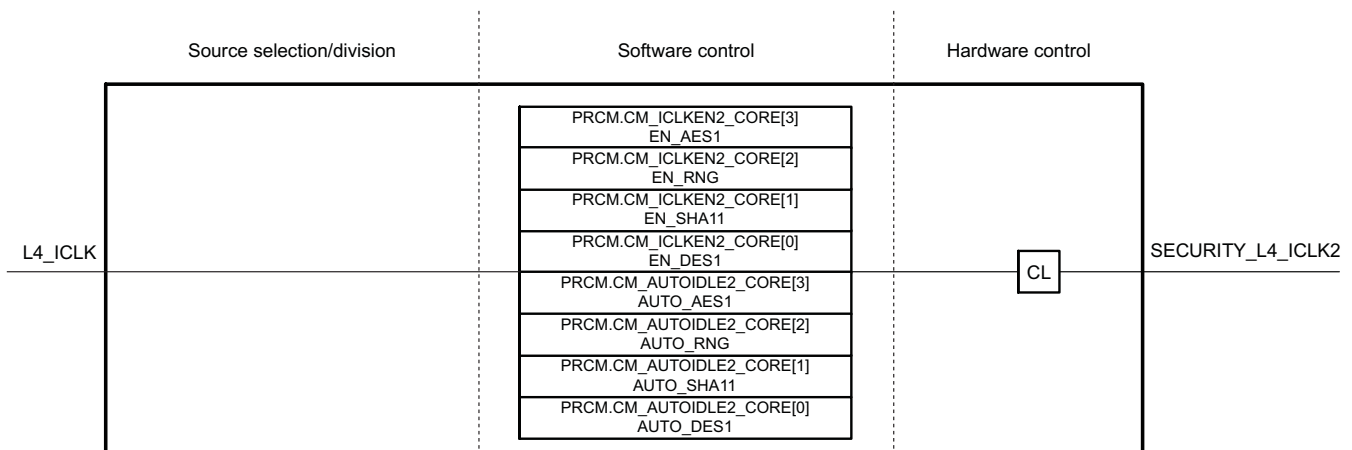 Source selection/division
Software control
Hardware control
PRCM.CM_ICLKEN2_CORE[3]
EN_AES1
PRCM.CM_ICLKEN2_CORE[2]
EN_RNG
PRCM.CM_ICLKEN2_CORE[1]
EN_SHA11
PRCM.CM_ICLKEN2_CORE[0]
EN_DES1
L4_ICLK
PRCM.CM_AUTOIDLE2_CORE[3]
AUTO_AES1
PRCM.CM_AUTOIDLE2_CORE[2]
AUTO_RNG
PRCM.CM_AUTOIDLE2_CORE[1]
AUTO_SHA11
PRCM.CM_AUTOIDLE2_CORE[0]
AUTO_DES1
CL
SECURITY_L4_ICLK2